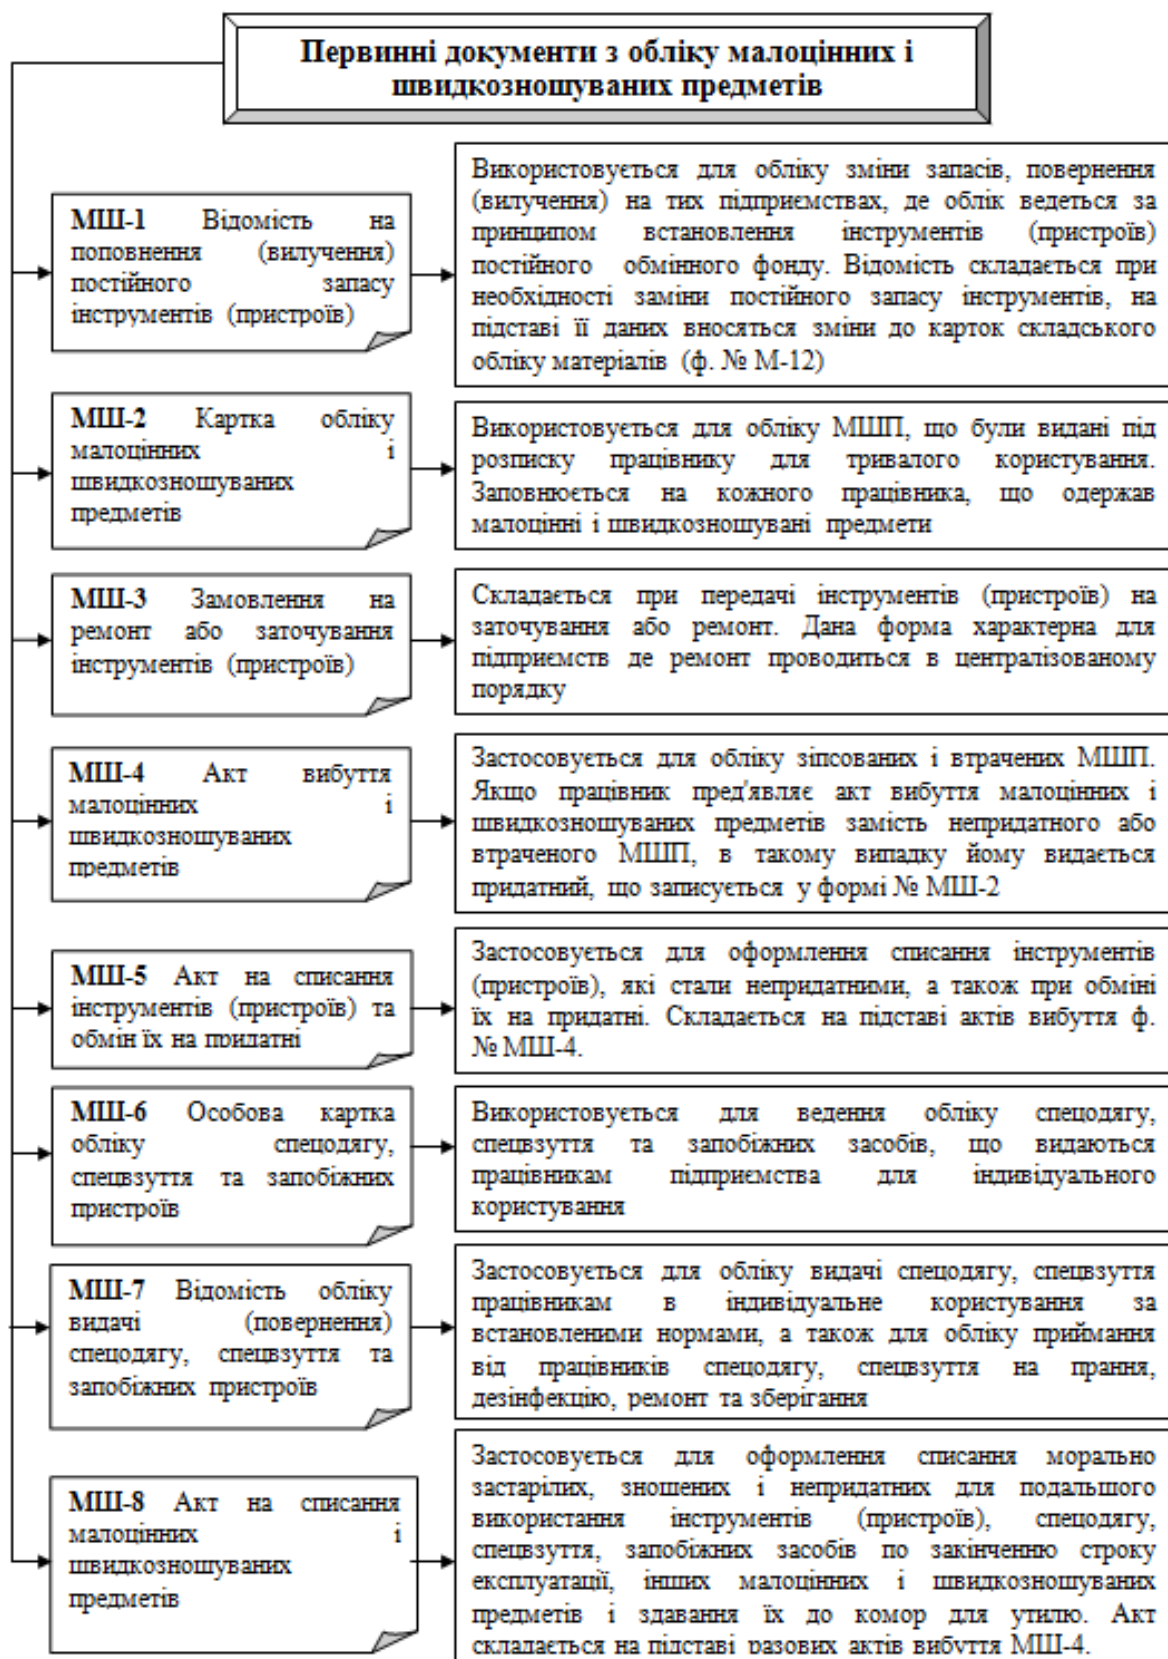 Первинні документи з обліку малоцінних і
швидкозношуваних предметів
МШ-1 Відомість на
поповнення (вилучення)
постійного запасу
інструментів (пристроїв)
Використовується для обліку зміни запасів, повернення
(вилучення) на тих підприємствах, де облік ведеться за
принципом встановлення інструментів (пристроїв)
постійного обмінного фонду. Відомість складається при
необхідності заміни постійного запасу інструментів, на
підставі її даних вносяться зміни до карток складського
обліку матеріалів (ф. № М-12)
МШ-2 Картка обліку
малоцінних і
швидкозношуваних
предметів
Використовується для обліку МШП, що були видані під
розписку працівнику для тривалого користування.
Заповнюється на кожного працівника, що одержав
малоцінні і швидкозношувані предмети
МШ-3 Замовлення на
ремонт або заточування
інструментів (пристроїв)
Складається при передачі інструментів (пристроїв) на
заточування або ремонт. Дана форма характерна для
підприємств де ремонт проводиться в централізованому
порядку
МШ-4 Акт вибуття
малоцінних і
швидкозношуваних
предметів
Застосовується для обліку зіпсованих і втрачених МШП.
Якщо працівник пред'являє акт вибуття малоцінних і
швидкозношуваних предметів замість непридатного або
втраченого МШП, в такому випадку йому видається
придатний, що записується у формі № МШ-2
МШ-5 Акт на списання
інструментів (пристроїв) та
обмін їх на придатні
Застосовується для оформлення списання інструментів
(пристроїв), які стали непридатними, а також при обміні
їх на придатні. Складається на підставі актів вибуття ф.
№ МШ-4.
МШ-6 Особова картка
обліку спецодягу,
спецвзуття та запобіжних
пристроїв
Використовується для ведення обліку спецодягу,
спецвзуття та запобіжних засобів, що видаються
працівникам підприємства для індивідуального
користування
МШ-7 Відомість обліку
видачі (повернення)
спецодягу, спецвзуття та
запобіжних пристроїв
Застосовується для обліку видачі спецодягу, спецвзуття
працівникам в індивідуальне користування за
встановленими нормами, а також для обліку приймання
від працівників спецодягу, спецвзуття на прання,
дезінфекцію, ремонт та зберігання
МШ-8 Акт на списання
малоцінних і
швидкозношуваних
предметів
Застосовується для оформлення списання морально
застарілих, зношених і непридатних для подальшого
використання інструментів (пристроїв), спецодягу,
спецвзуття, запобіжних засобів по закінченню строку
експлуатації, інших малоцінних і швидкозношуваних
предметів і здавання їх до комор для утилю. Акт
складається на підставі разових актів вибуття МШ-4.